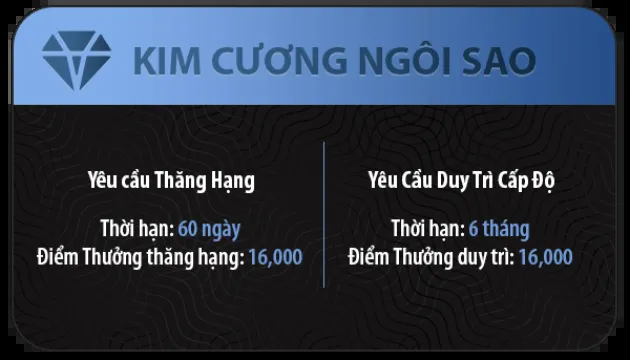 KIM CƯƠNG NGÔI SAO
Yêu cầu Thăng Hạng
Thời hạn: 60 ngày
Điểm Thưởng thăng hạng: 16,000
Yêu Cầu Duy Trì Cấp Độ
Thời hạn: 6 tháng
Điểm Thưởng duy trì: 16,000